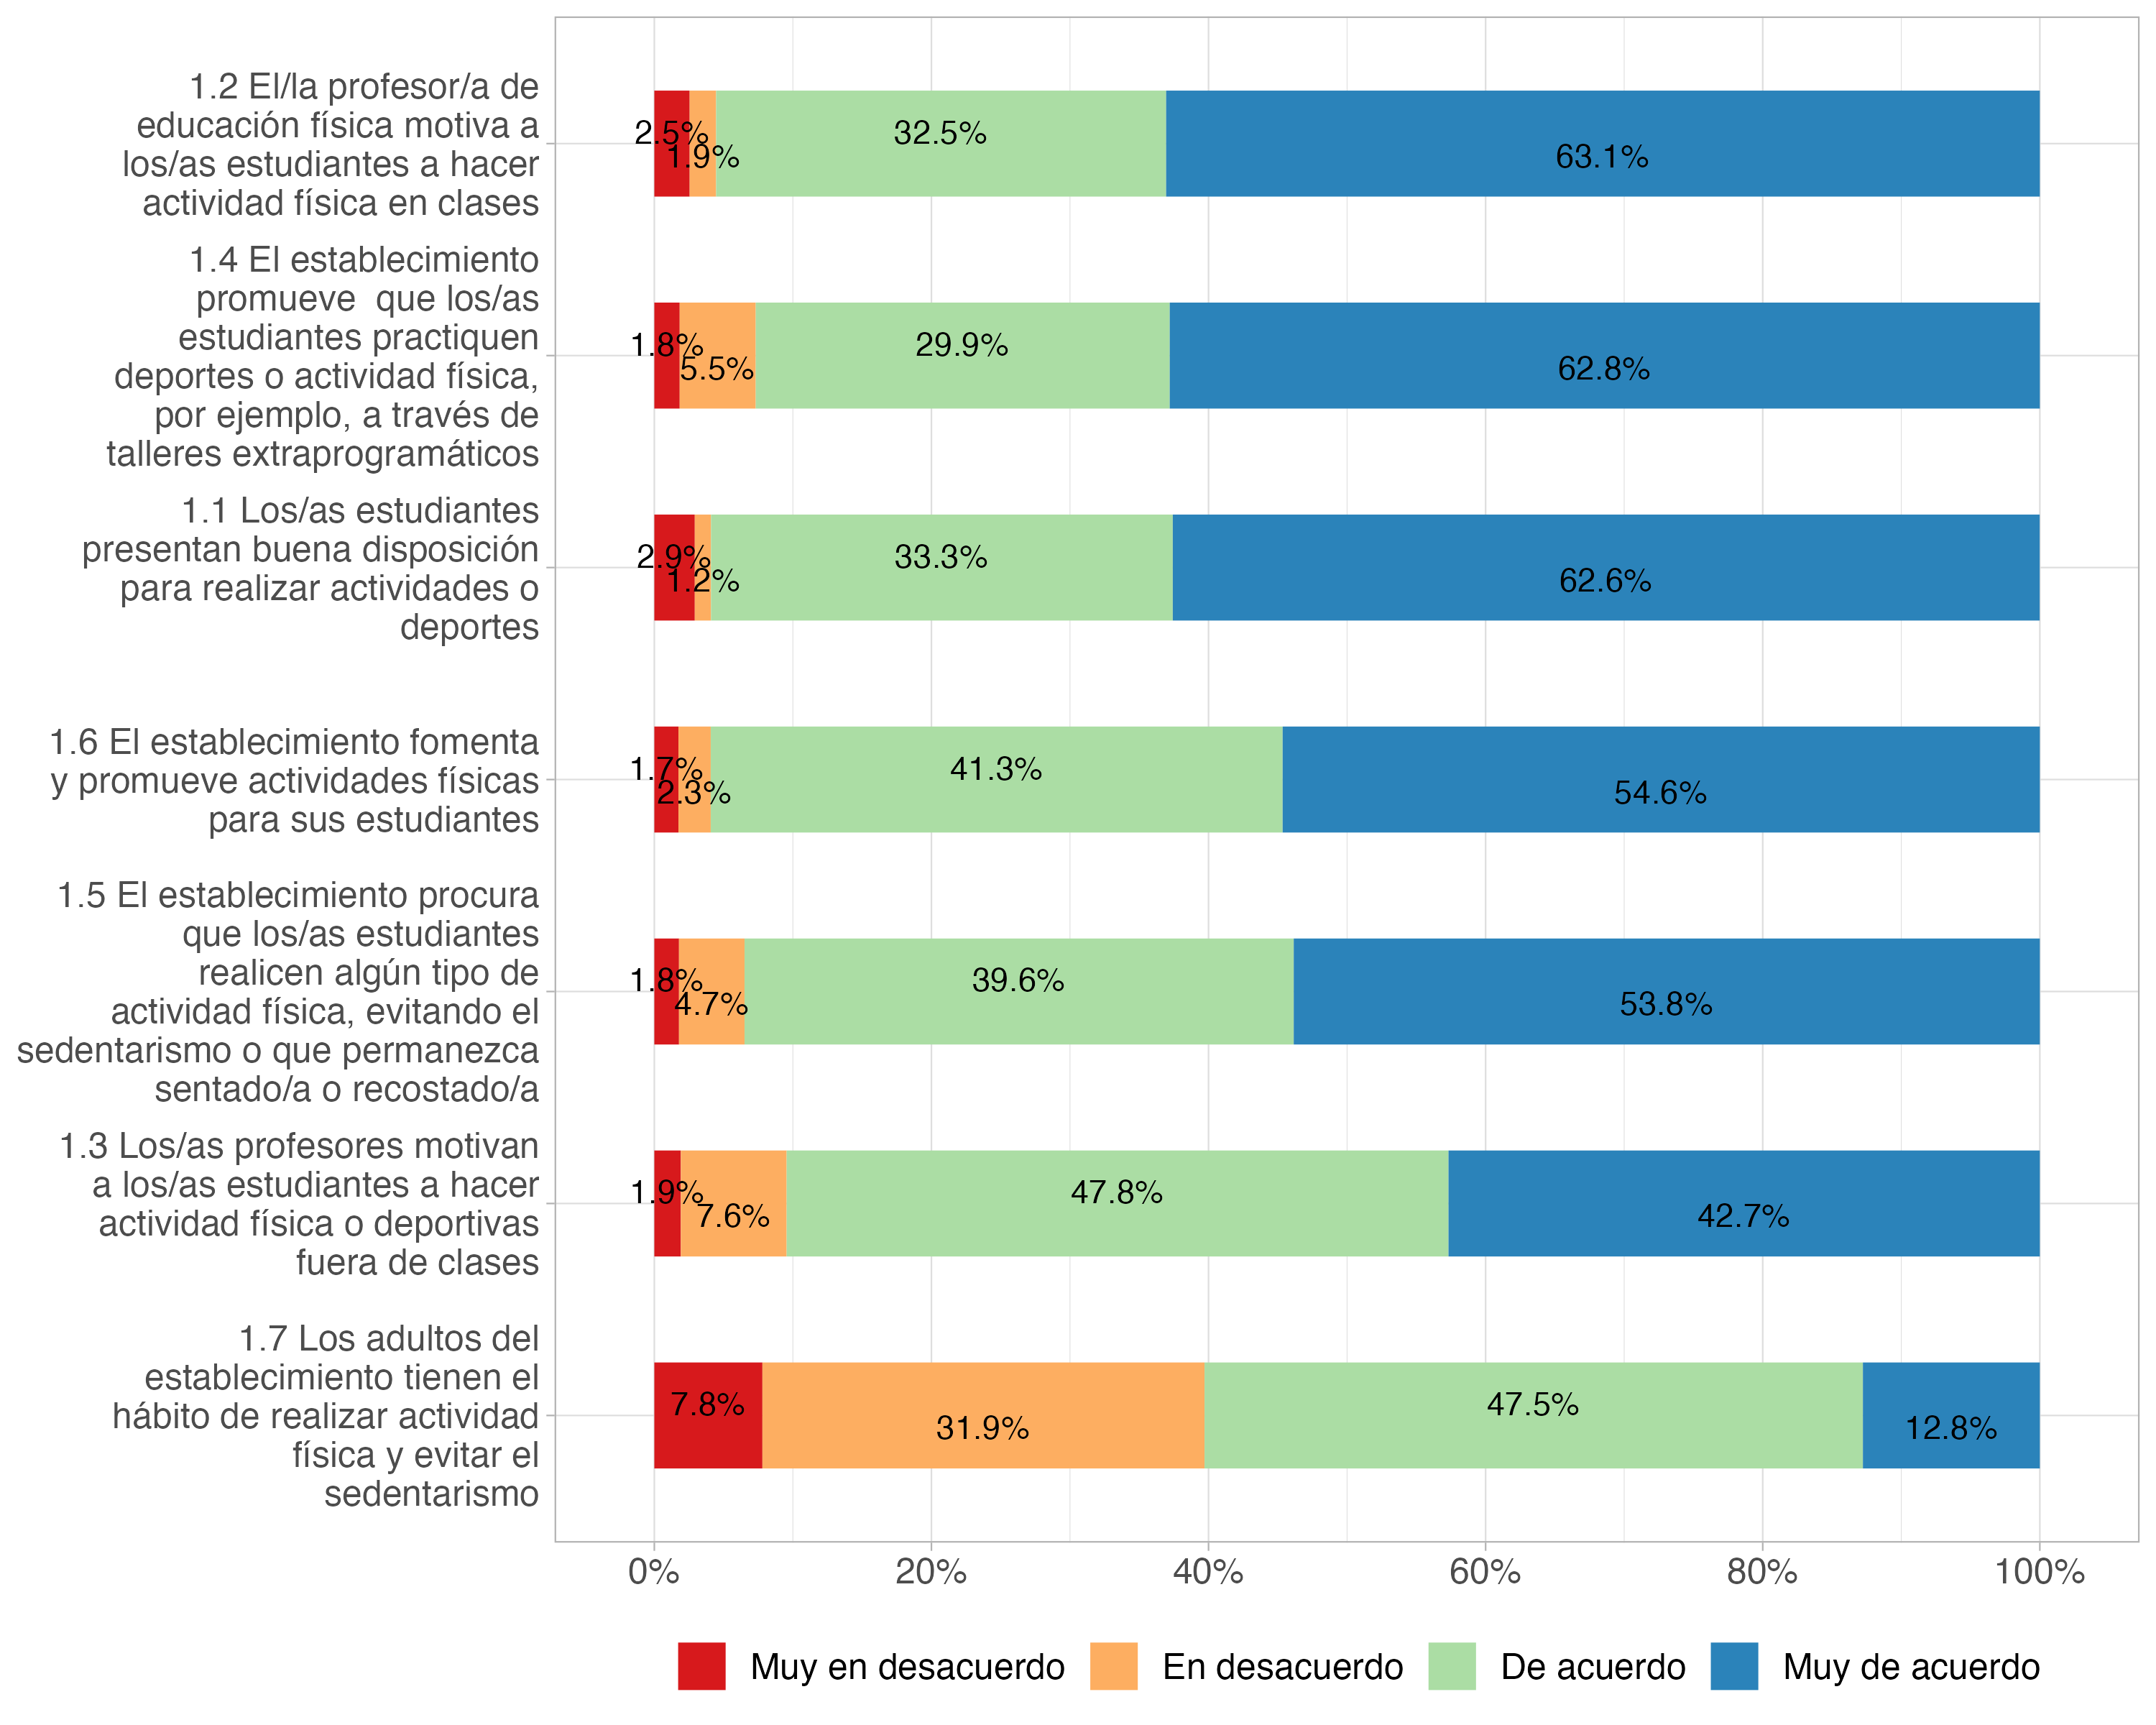 1.2 El/la profesor/a de
educación física motiva a
los/as estudiantes a hacer
actividad física en clases
2.5%
1.9%
32.5%
63.1%
1.4 El establecimiento
promueve  que los/as
estudiantes practiquen
deportes o actividad física,
por ejemplo, a través de
talleres extraprogramáticos
1.8%
5.5%
29.9%
62.8%
1.1 Los/as estudiantes
presentan buena disposición
para realizar actividades o
deportes
2.9%
1.2%
33.3%
62.6%
1.6 El establecimiento fomenta
y promueve actividades físicas
para sus estudiantes
1.7%
2.3%
41.3%
54.6%
1.5 El establecimiento procura
que los/as estudiantes
realicen algún tipo de
actividad física, evitando el
sedentarismo o que permanezca
sentado/a o recostado/a
1.8%
4.7%
39.6%
53.8%
1.3 Los/as profesores motivan
a los/as estudiantes a hacer
actividad física o deportivas
fuera de clases
1.9%
7.6%
47.8%
42.7%
1.7 Los adultos del
establecimiento tienen el
hábito de realizar actividad
física y evitar el
sedentarismo
7.8%
31.9%
47.5%
12.8%
0% 20% 40% 60% 80% 100%
Muy en desacuerdo En desacuerdo De acuerdo Muy de acuerdo